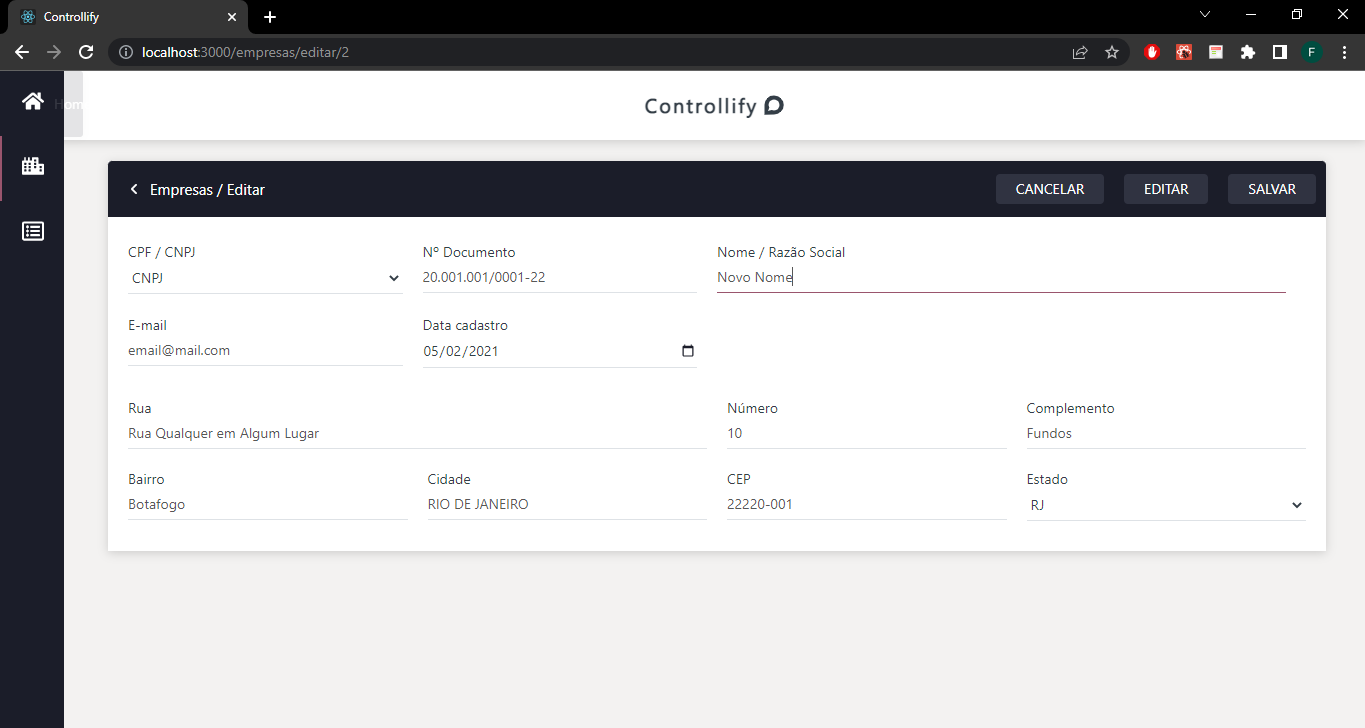 Controllify
localhost:3000/empresas/editar/2
F
Hom
Controllify
Empresas / Editar
CANCELAR EDITAR SALVAR
CPF / CNPJ Nº Documento Nome / Razão Social
CNPJ 20.001.001/0001-22 Novo Nome
E-mail Data cadastro
email@mail.com 05/02/2021
Rua Número Complemento
Rua Qualquer em Algum Lugar 10 Fundos
Bairro Cidade CEP Estado
Botafogo RIO DE JANEIRO 22220-001 RJ